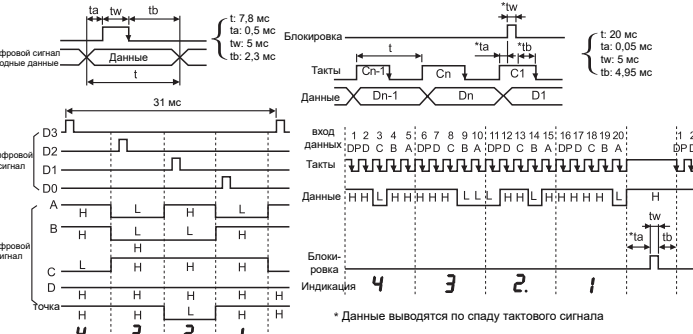 ta tw tb
t: 7,8 мс
ta: 0,5 мс
tw: 5 мс
tb: 2,3 мс
фровой сигнал
одные данные
Данные
t
31 мс
D3
D2
D1
D0
фровой
сигнал
A
H L H L
B
H L L H
H
C
L H H H
D
H H H H H
точка
H H L H H
фровой
игнал
*tw
Блокировка
t *ta *tb
Такты Cn-1 Cn C1
Данные Dn-1 Dn D1
t: 20 мс
ta: 0,05 мс
tw: 5 мс
tb: 4,95 мс
вход
данных
1 2 3 4 5 6 7 8 9 10 11 12 13 14 15 16 17 18 19 20 1
DP D C B A DP D C B A DP D C B A DP D C B A DP D
Такты
Данные H H L H H H H H L L L H H L H H H H H L H
tw
*ta tb
Блоки-
ровка
Индикация 4 3 2. 1
* Данные выводятся по спаду тактового сигнала